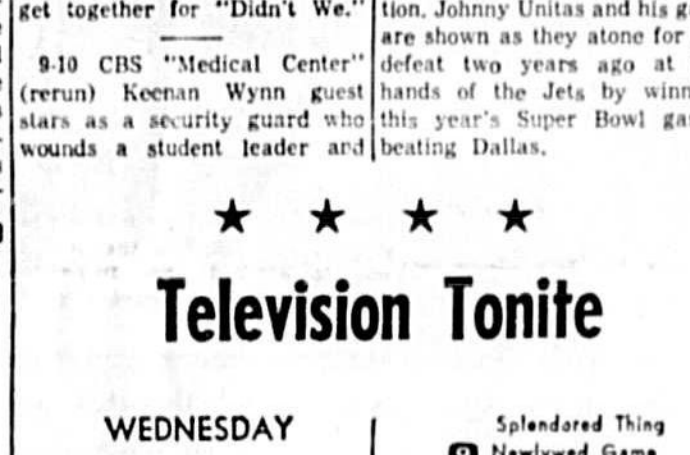 get together for "Didn't We."
9-10 CBS "Medical Center"
(rerun) Keenan Wynn guest
stars as a security guard who
wounds a student leader and
tion. Johnny Unitas and his
are shown as they atone for
defeat two years ago at
hands of the Jets by
this year's Super Bowl
beating Dallas.
Television Tonite
WEDNESDAY
Splendored Thing
Newlywed Game